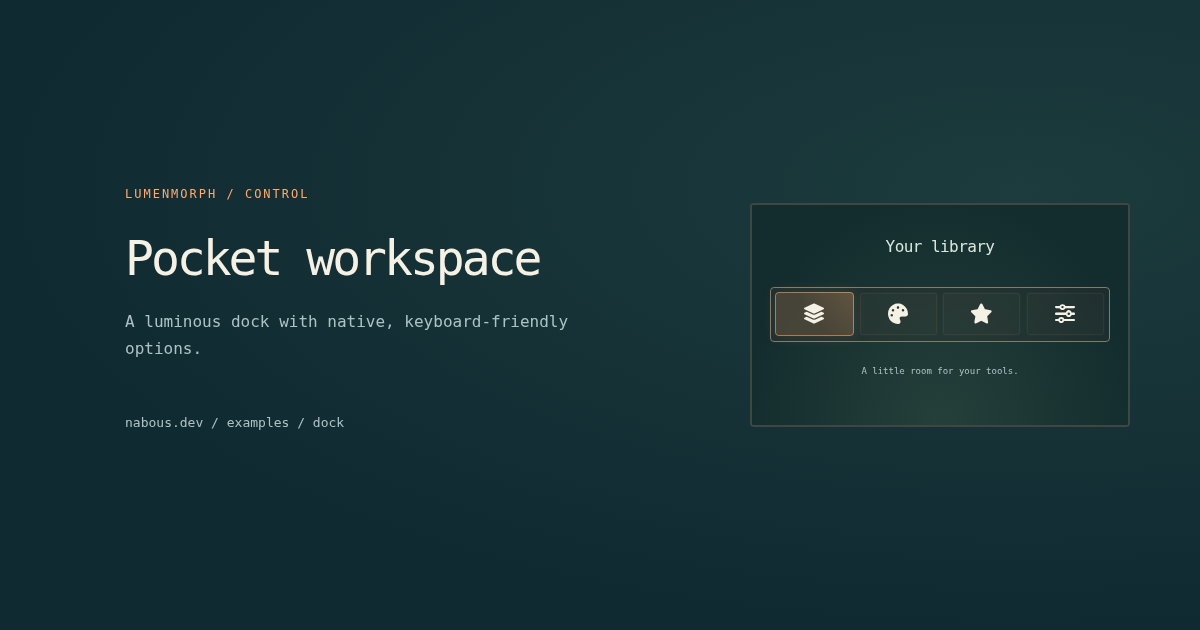 LUMENMORPH / CONTROL
Pocket workspace
A luminous dock with native, keyboard-friendly
options.
nabous.dev / examples / dock
Your library
A little room for your tools.